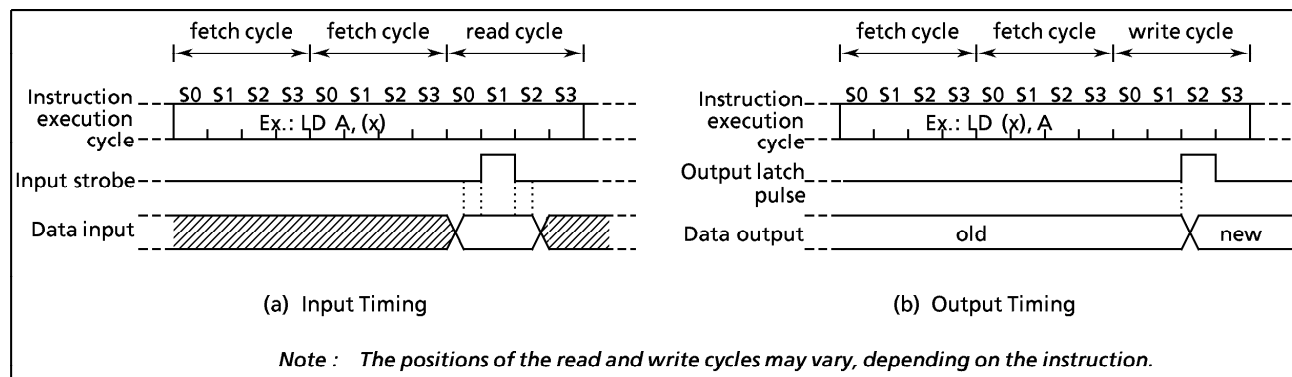 fetch cycle fetch cycle read cycle
S0 S1 S2 S3 S0 S1 S2 S3 S0 S1 S2 S3
Instruction
execution
cycle
Ex.: LD A, (x)
Input strobe
Data input
(a) Input Timing
fetch cycle fetch cycle write cycle
S0 S1 S2 S3 S0 S1 S2 S3 S0 S1 S2 S3
Instruction
execution
cycle
Ex.: LD (x), A
Output latch
pulse
Data output
old
new
(b) Output Timing
Note : The positions of the read and write cycles may vary, depending on the instruction.